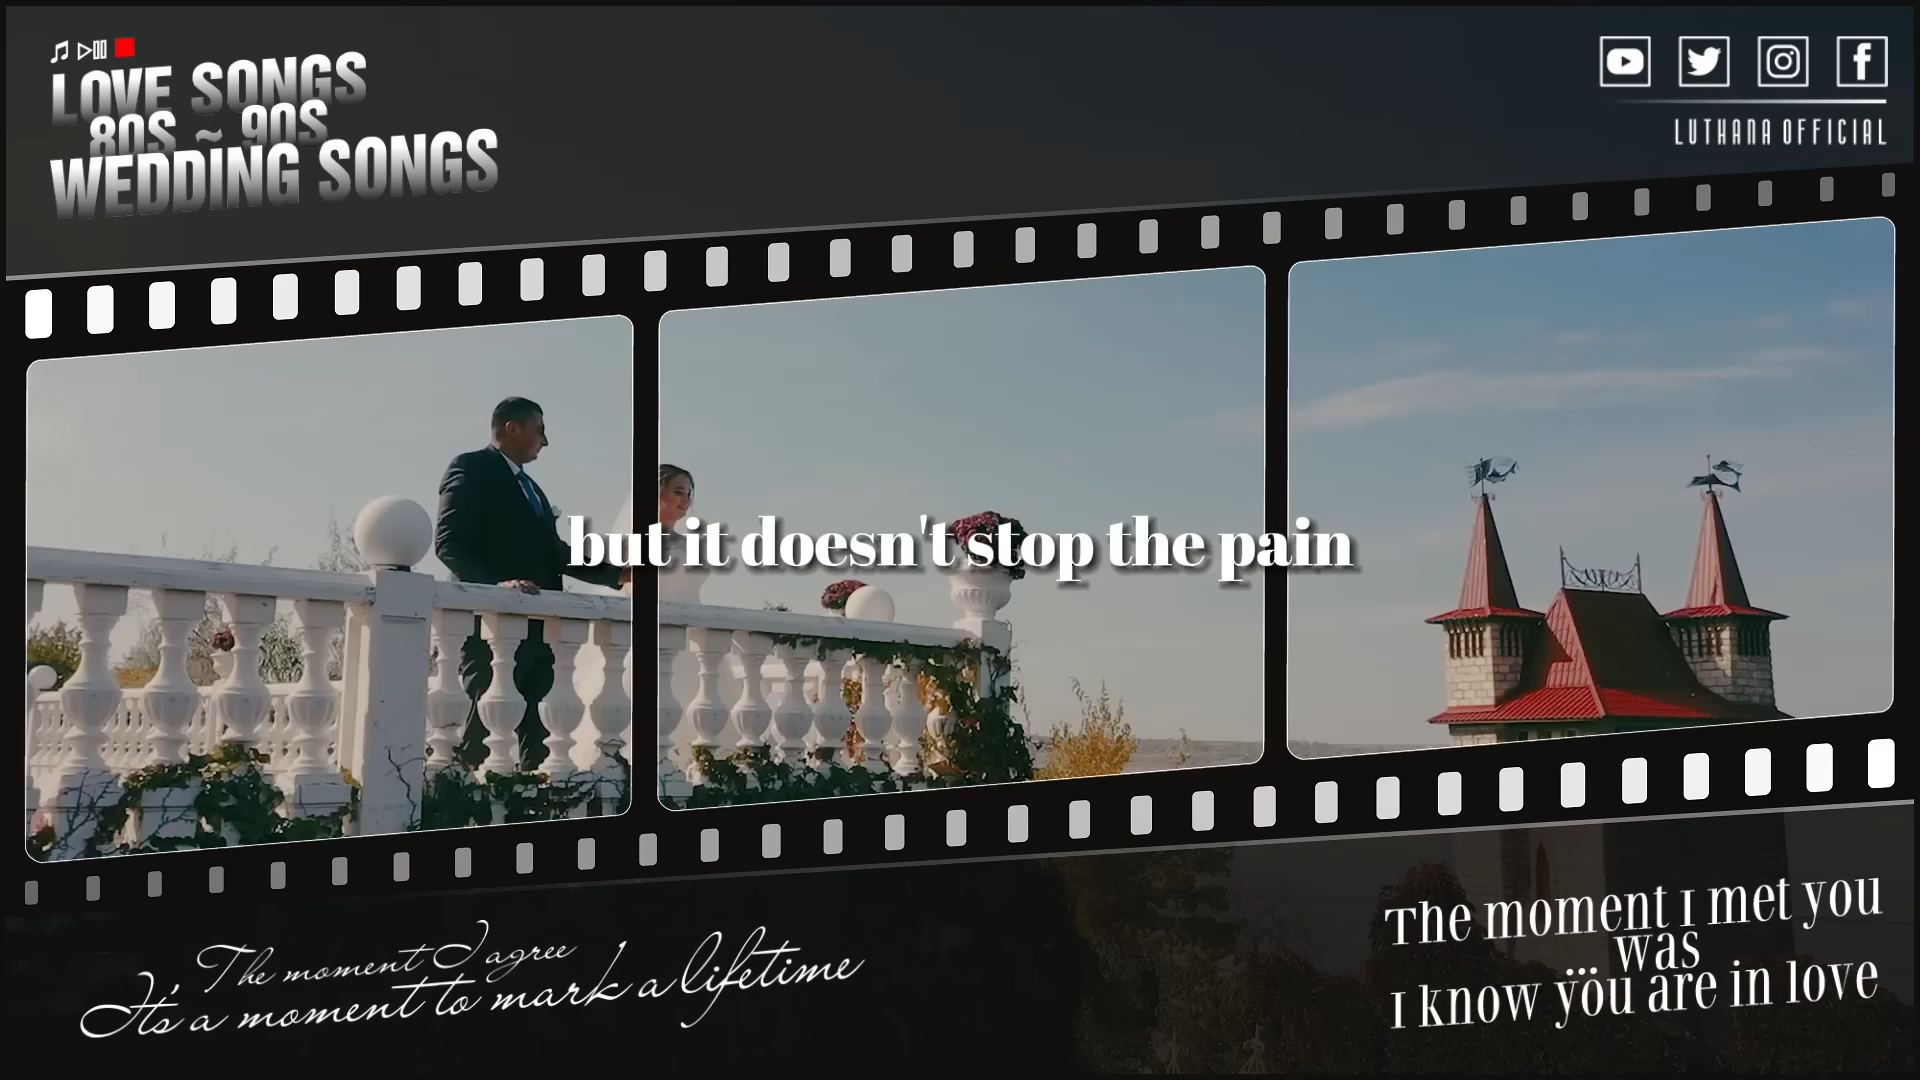 LOVE SONGS
80S ~ 90S
WEDDING SONGS
LUTHANA OFFICIAL
but it doesn't stop the pain
The moment I agree
It's a moment to mark a lifetime
The moment I met you
was
I know you are in love